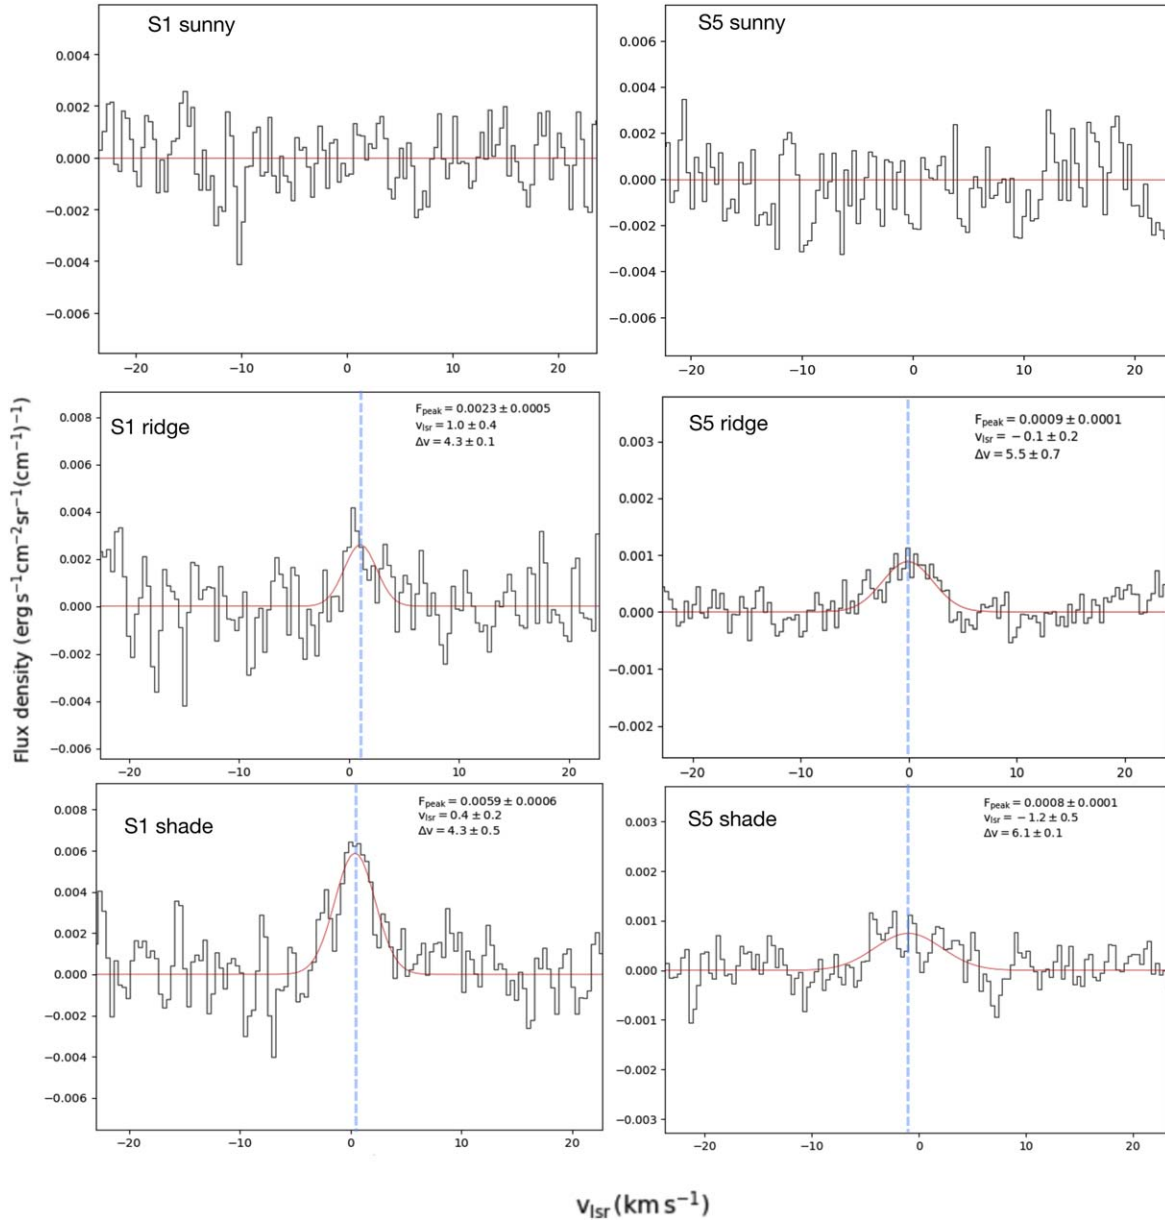 S1 sunny
0.004
0.002
0.000
−0.002
−0.004
−0.006
−20 −10 0 10 20
S5 sunny
0.006
0.004
0.002
0.000
−0.002
−0.004
−0.006
−20 −10 0 10 20
Flux density (erg s⁻¹cm⁻²sr⁻¹(cm⁻¹)⁻¹)
S1 ridge
F_peak = 0.0023 ± 0.0005
v_lsr = 1.0 ± 0.4
Δv = 4.3 ± 0.1
0.008
0.006
0.004
0.002
0.000
−0.002
−0.004
−0.006
−20 −10 0 10 20
S5 ridge
F_peak = 0.0009 ± 0.0001
v_lsr = −0.1 ± 0.2
Δv = 5.5 ± 0.7
0.003
0.002
0.001
0.000
−0.001
−0.002
−20 −10 0 10 20
S1 shade
F_peak = 0.0059 ± 0.0006
v_lsr = 0.4 ± 0.2
Δv = 4.3 ± 0.5
0.008
0.006
0.004
0.002
0.000
−0.002
−0.004
−0.006
−20 −10 0 10 20
S5 shade
F_peak = 0.0008 ± 0.0001
v_lsr = −1.2 ± 0.5
Δv = 6.1 ± 0.1
0.003
0.002
0.001
0.000
−0.001
−0.002
−0.003
−20 −10 0 10 20
v_lsr (km s⁻¹)